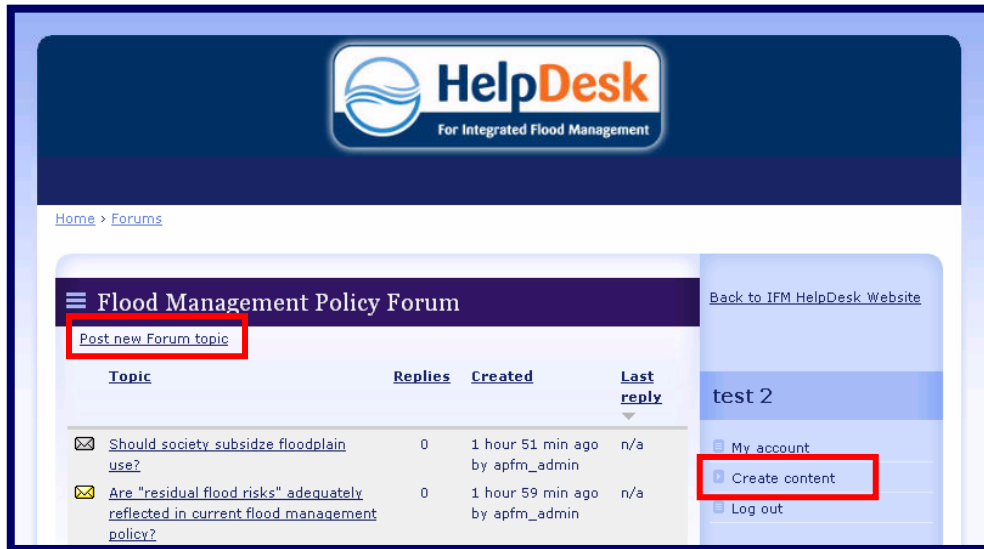 HelpDesk
For Integrated Flood Management
Home > Forums
Flood Management Policy Forum
Post new Forum topic
Topic Replies Created Last
reply
Should society subsidze floodplain 0 1 hour 51 min ago n/a
use? by apfm_admin
Are "residual flood risks" adequately 0 1 hour 59 min ago n/a
reflected in current flood management by apfm_admin
policy?
Back to IFM HelpDesk Website
test 2
My account
Create content
Log out